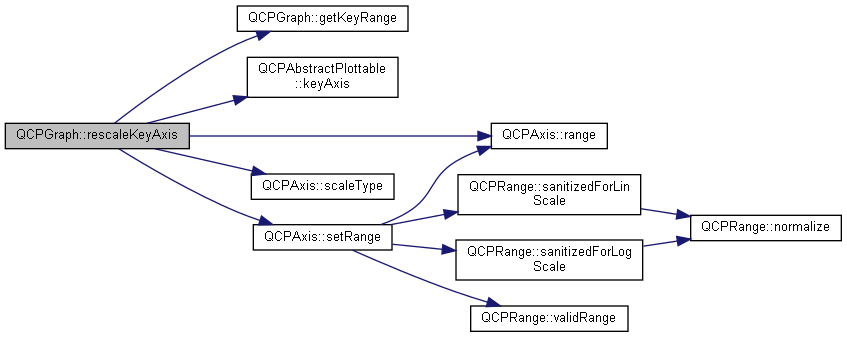 QCPGraph::getKeyRange
QCPAbstractPlottable
::keyAxis
QCPGraph::rescaleKeyAxis
QCPAxis::range
QCPAxis::scaleType
QCPRange::sanitizedForLin
Scale
QCPAxis::setRange
QCPRange::normalize
QCPRange::sanitizedForLog
Scale
QCPRange::validRange